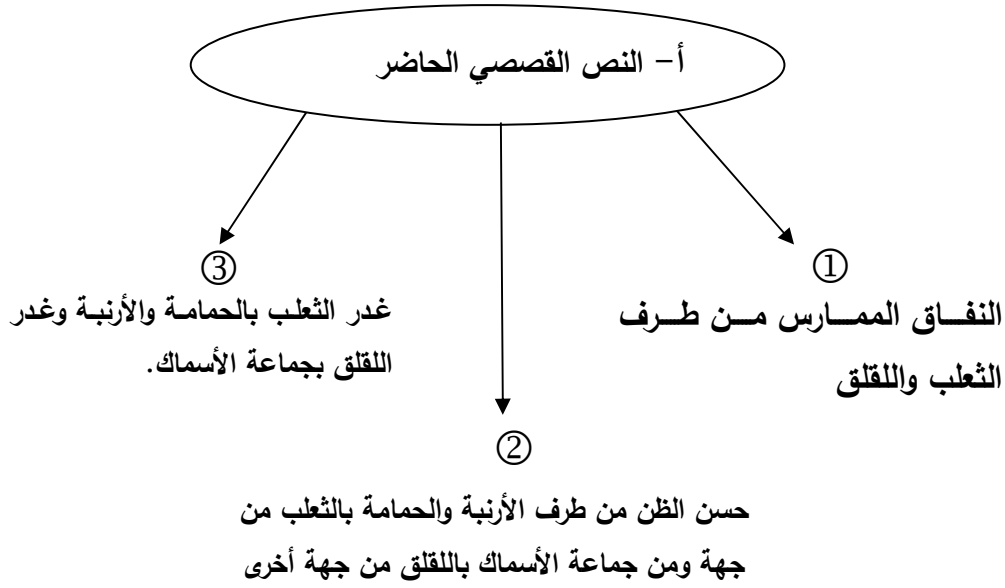 أ- النص القصصي الحاضر
①
النفاق الممارس من طرف
الثعلب واللقلق
②
حسن الظن من طرف الأرنبة والحمامة بالثعلب من
جهة ومن جماعة الأسماك باللقلق من جهة أخرى
③
غدر الثعلب بالحمامة والأرنبة وغدر
اللقلق بجماعة الأسماك.